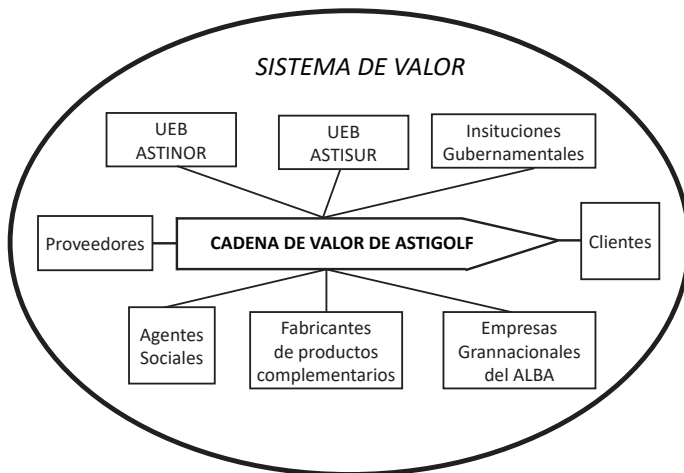 SISTEMA DE VALOR
UEB
ASTINOR
UEB
ASTISUR
Insituciones
Gubernamentales
Proveedores
CADENA DE VALOR DE ASTIGOLF
Clientes
Agentes
Sociales
Fabricantes
de productos
complementarios
Empresas
Grannacionales
del ALBA